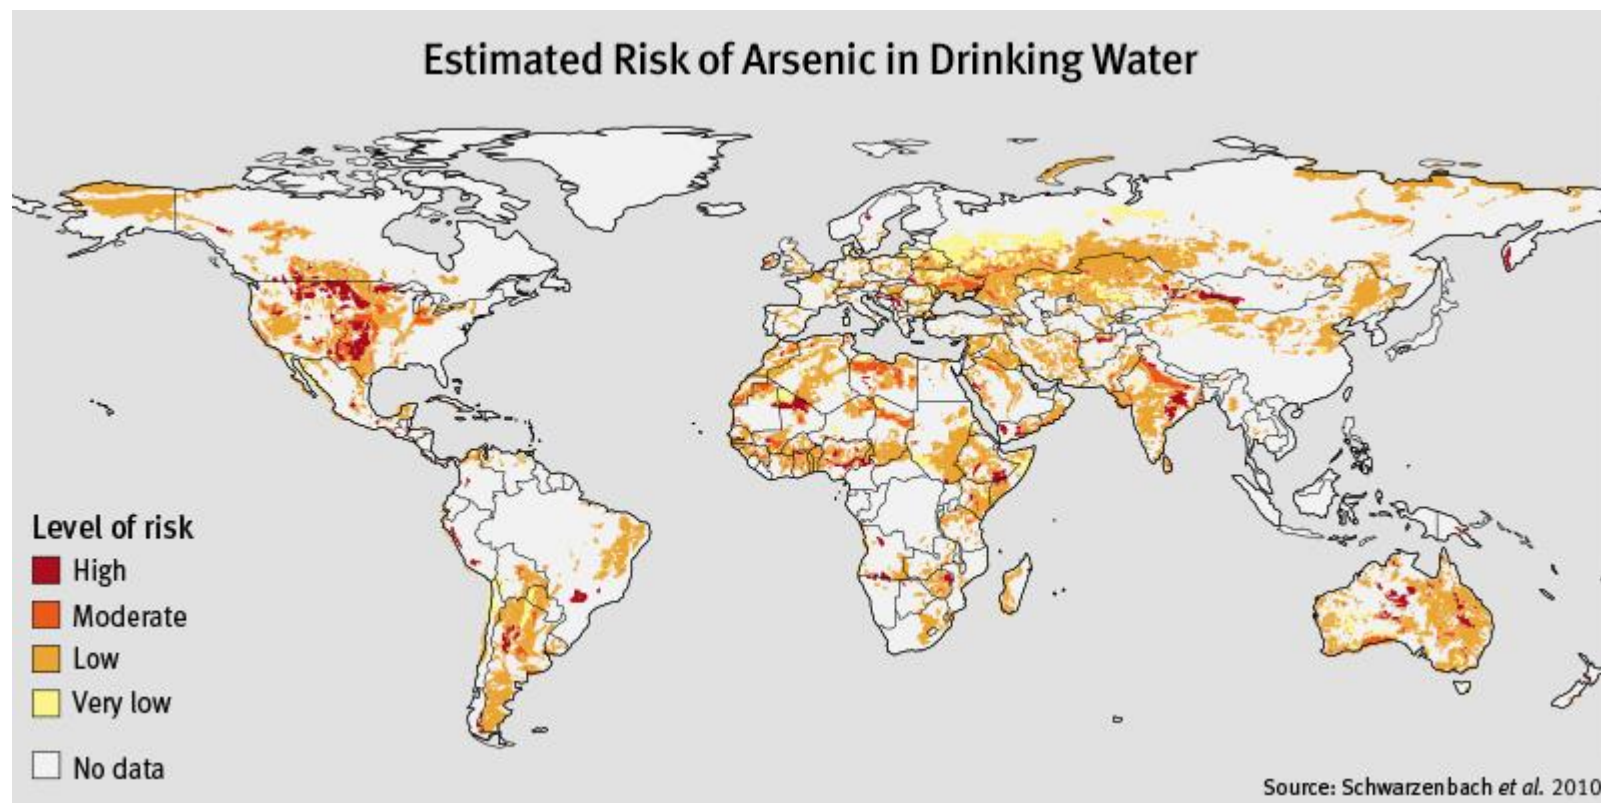 Estimated Risk of Arsenic in Drinking Water
Level of risk
High
Moderate
Low
Very low
No data
Source: Schwarzenbach et al. 2010